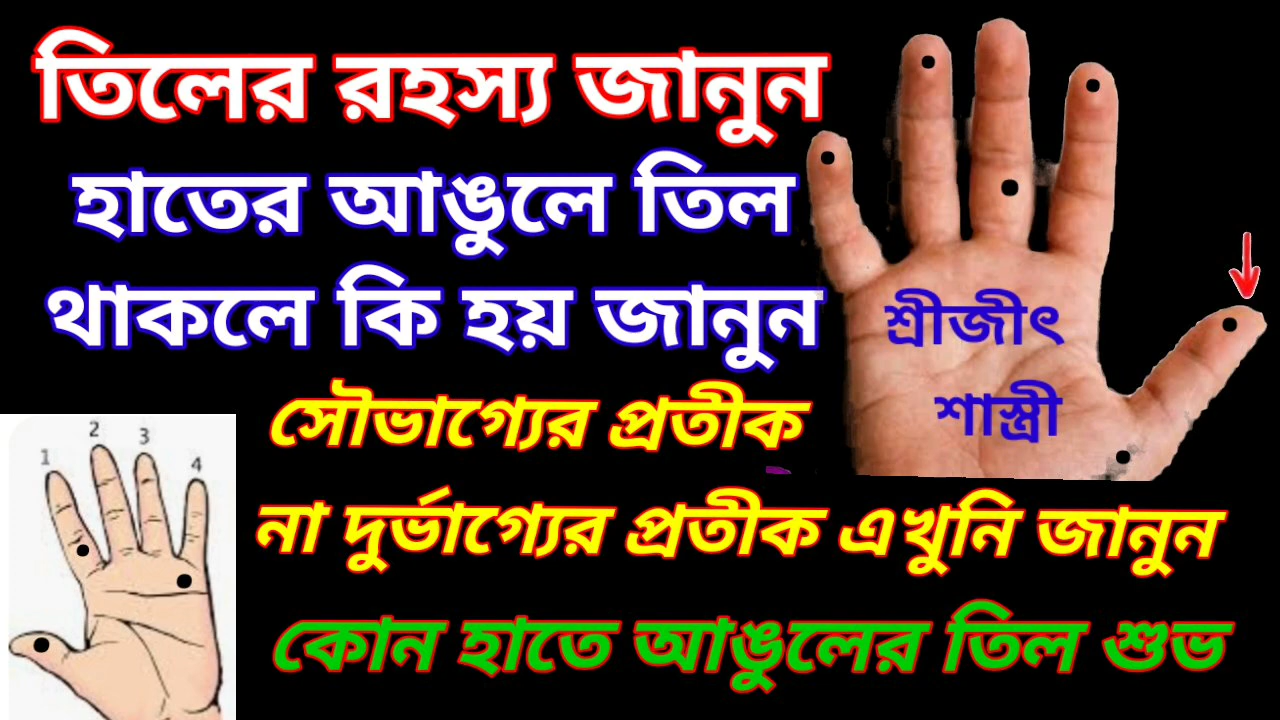 তিলের রহস্য জানুন
হাতের আঙুলে তিল
থাকলে কি হয় জানুন
শ্রীজীৎ
শাস্ত্রী
সৌভাগ্যের প্রতীক
না দুর্ভাগ্যের প্রতীক এখুনি জানুন
কোন হাতে আঙুলের তিল শুভ
1 2 3 4